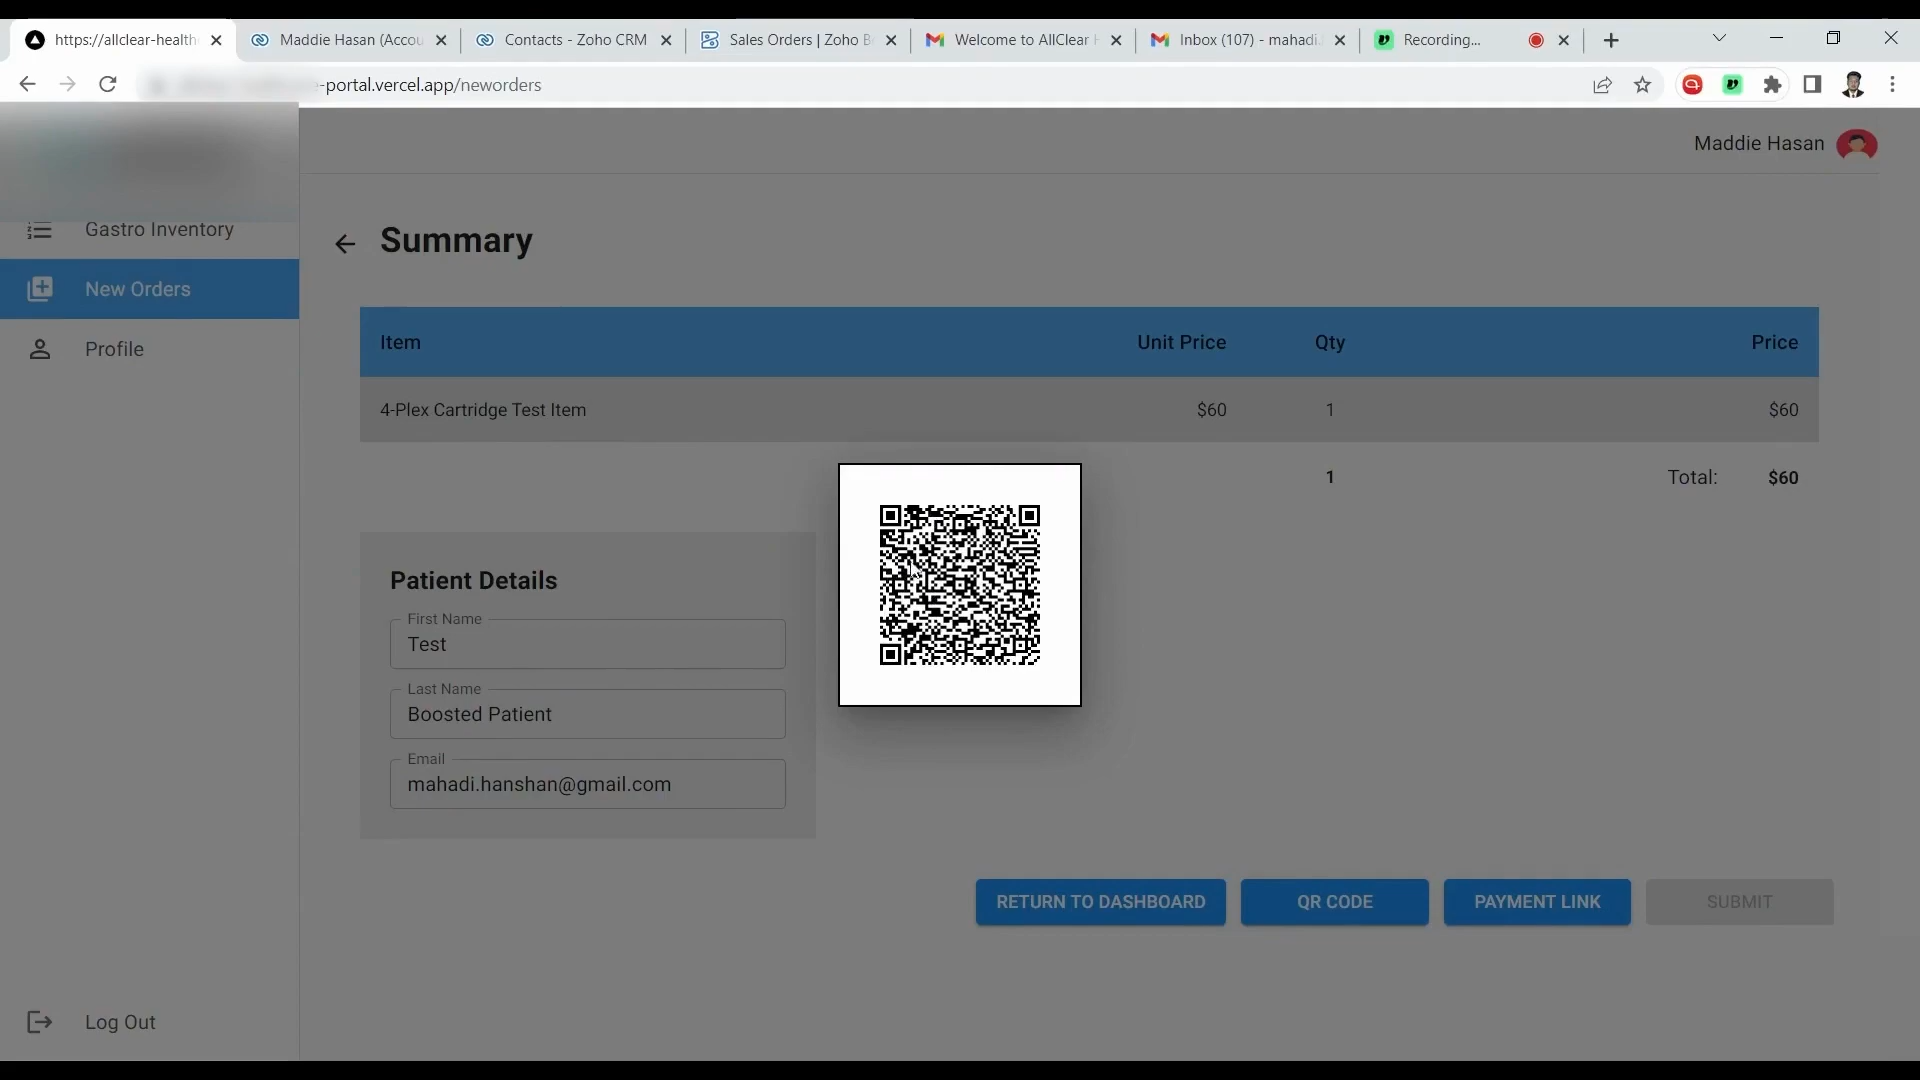 https://allclear-health
Maddie Hasan (Accou
Contacts - Zoho CRM
Sales Orders | Zoho B
Welcome to AllClear H
Inbox (107) - mahadi.
Recording...
-portal.vercel.app/neworders
Maddie Hasan
Gastro Inventory
New Orders
Profile
Log Out
Summary
Item Unit Price Qty Price
4-Plex Cartridge Test Item $60 1 $60
1 Total: $60
Patient Details
First Name
Test
Last Name
Boosted Patient
Email
mahadi.hanshan@gmail.com
RETURN TO DASHBOARD
QR CODE
PAYMENT LINK
SUBMIT